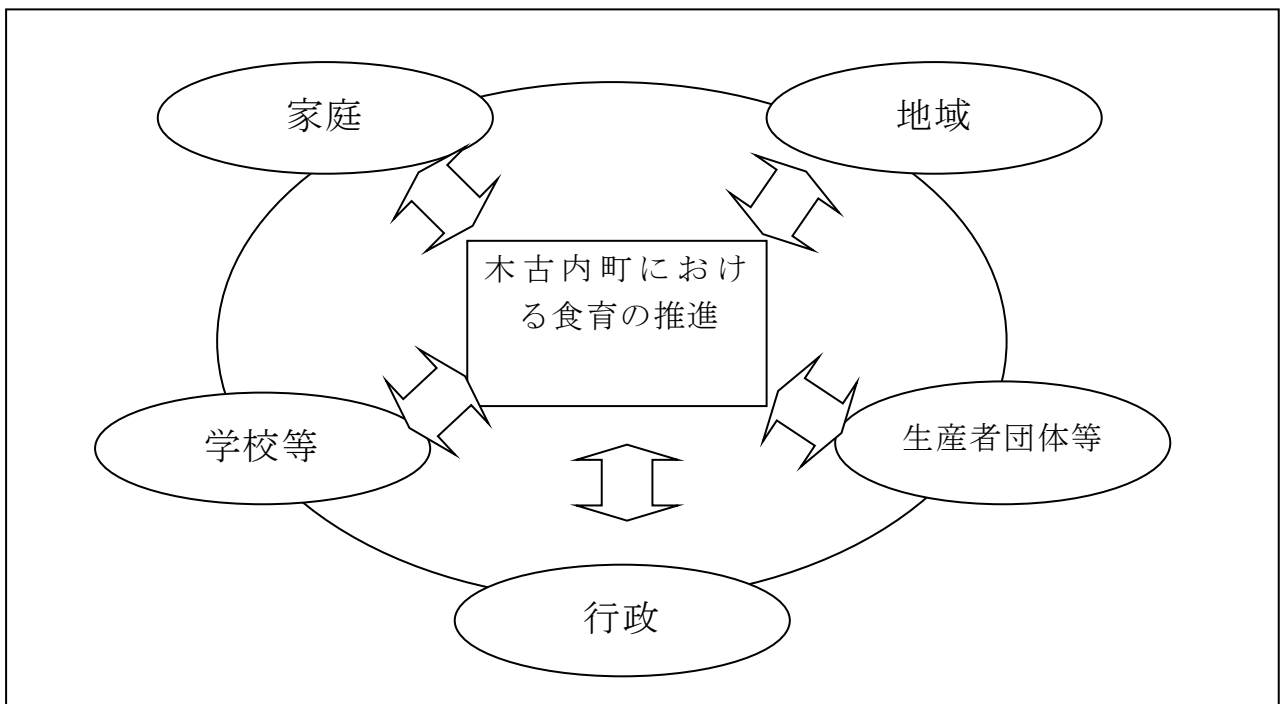 家庭
地域
木古内町におけ
る食育の推進
学校等
生産者団体等
行政